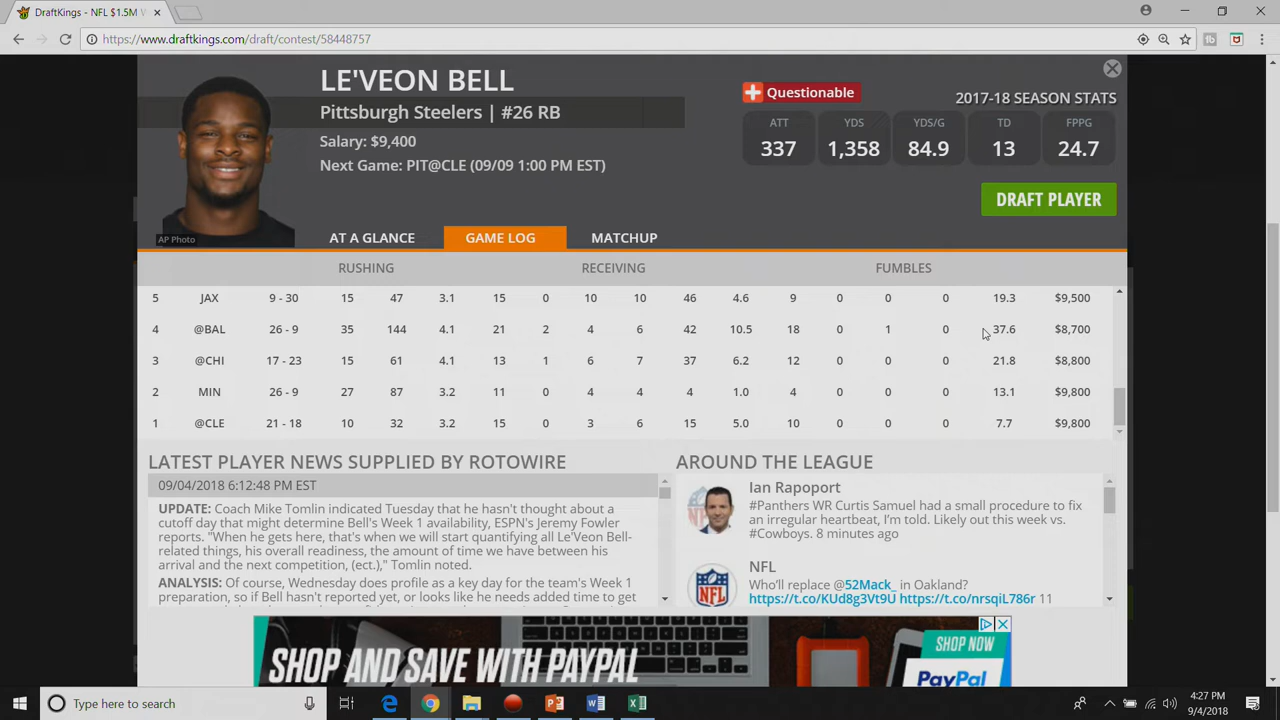 DraftKings - NFL $1.5M W
https://www.draftkings.com/draft/contest/58448757
LE'VEON BELL
Pittsburgh Steelers | #26 RB
Salary: $9,400
Next Game: PIT@CLE (09/09 1:00 PM EST)
Questionable
2017-18 SEASON STATS
ATT YDS YDS/G TD FPPG
337 1,358 84.9 13 24.7
DRAFT PLAYER
AP Photo
AT A GLANCE GAME LOG MATCHUP
RUSHING RECEIVING FUMBLES
5 JAX 9 - 30 15 47 3.1 15 0 10 10 46 4.6 9 0 0 0 19.3 $9,500
4 @BAL 26 - 9 35 144 4.1 21 2 4 6 42 10.5 18 0 1 0 37.6 $8,700
3 @CHI 17 - 23 15 61 4.1 13 1 6 7 37 6.2 12 0 0 0 21.8 $8,800
2 MIN 26 - 9 27 87 3.2 11 0 4 4 4 1.0 4 0 0 0 13.1 $9,800
1 @CLE 21 - 18 10 32 3.2 15 0 3 6 15 5.0 10 0 0 0 7.7 $9,800
LATEST PLAYER NEWS SUPPLIED BY ROTOWIRE
09/04/2018 6:12:48 PM EST
UPDATE: Coach Mike Tomlin indicated Tuesday that he hasn't thought about a
cutoff day that might determine Bell's Week 1 availability, ESPN's Jeremy Fowler
reports. "When he gets here, that's when we will start quantifying all Le'Veon Bell-
related things, his overall readiness, the amount of time we have between his
arrival and the next competition, (ect.)," Tomlin noted.
ANALYSIS: Of course, Wednesday does profile as a key day for the team's Week 1
preparation, so if Bell hasn't reported yet, or looks like he needs added time to get
AROUND THE LEAGUE
Ian Rapoport
#Panthers WR Curtis Samuel had a small procedure to fix
an irregular heartbeat, I'm told. Likely out this week vs.
#Cowboys. 8 minutes ago
NFL
Who'll replace @52Mack_ in Oakland?
https://t.co/KUd8g3Vt9U https://t.co/nrsqiL786r 11
SHOP AND SAVE WITH PAYPAL
SHOP NOW
PayPal
Type here to search
4:27 PM
9/4/2018